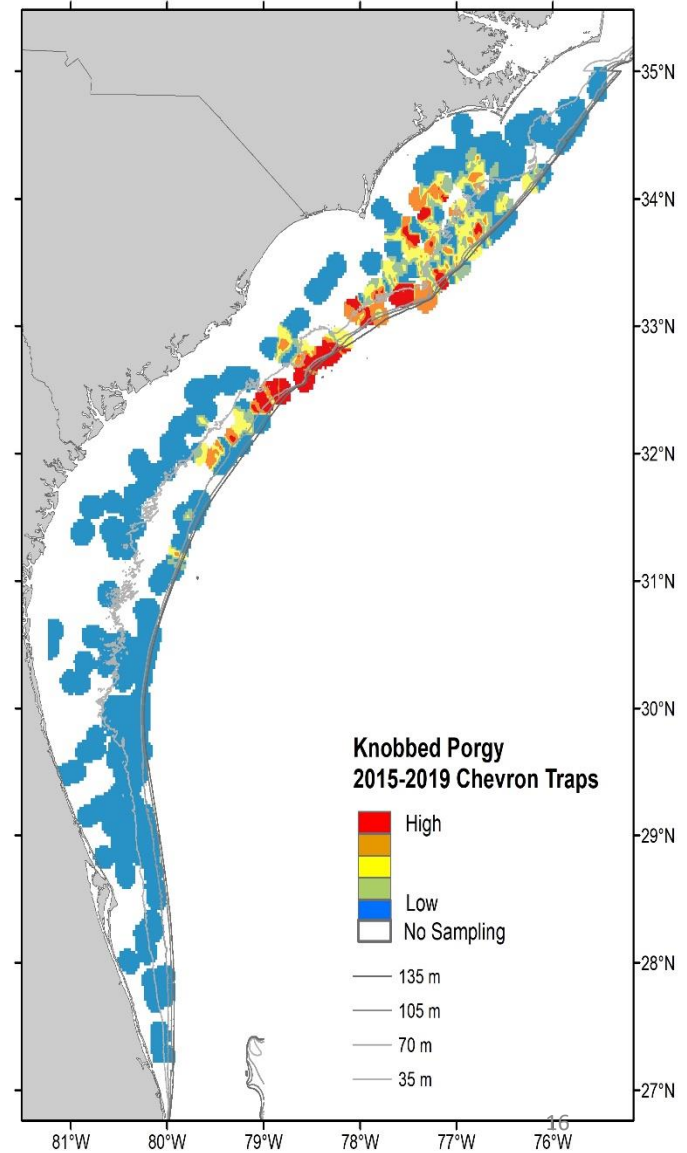 35°N
34°N
33°N
32°N
31°N
30°N
29°N
28°N
27°N
Knobbed Porgy
2015-2019 Chevron Traps
High
Low
No Sampling
135 m
105 m
70 m
35 m
16
81°W 80°W 79°W 78°W 77°W 76°W